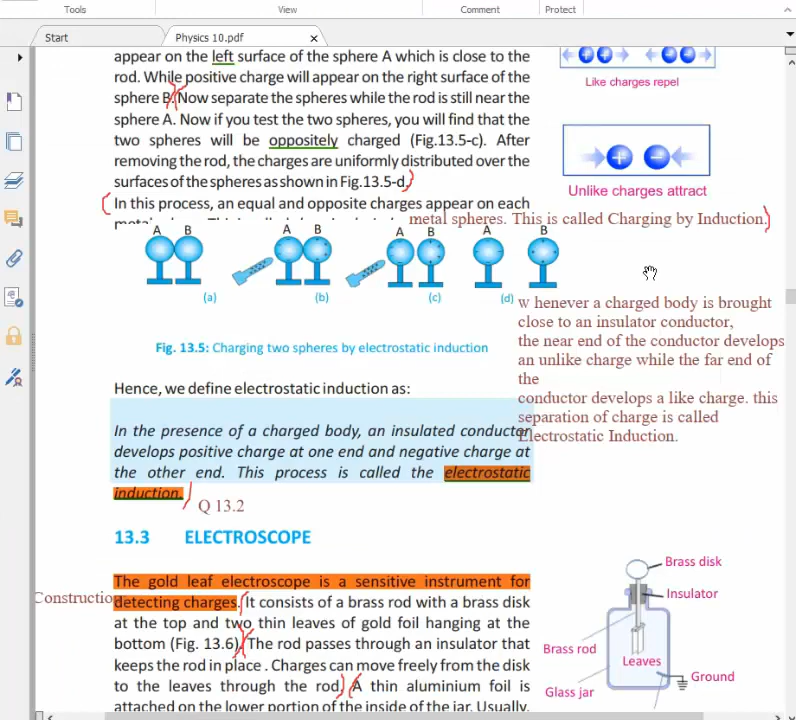 Tools View Comment Protect
Start Physics 10.pdf x
appear on the left surface of the sphere A which is close to the
rod. While positive charge will appear on the right surface of the
sphere B. Now separate the spheres while the rod is still near the
sphere A. Now if you test the two spheres, you will find that the
two spheres will be oppositely charged (Fig.13.5-c). After
removing the rod, the charges are uniformly distributed over the
surfaces of the spheres as shown in Fig.13.5-d.
In this process, an equal and opposite charges appear on each
metal spheres. This is called Charging by Induction.
Like charges repel
+ −
Unlike charges attract
A B A B A B A B
(a) (b) (c) (d)
Fig. 13.5: Charging two spheres by electrostatic induction
w henever a charged body is brought
close to an insulator conductor,
the near end of the conductor develops
an unlike charge while the far end of
the
conductor develops a like charge. this
separation of charge is called
Electrostatic Induction.
Hence, we define electrostatic induction as:
In the presence of a charged body, an insulated conductor
develops positive charge at one end and negative charge at
the other end. This process is called the electrostatic
induction.
Q 13.2
13.3 ELECTROSCOPE
The gold leaf electroscope is a sensitive instrument for
Constructio
detecting charges. It consists of a brass rod with a brass disk
at the top and two thin leaves of gold foil hanging at the
bottom (Fig. 13.6). The rod passes through an insulator that
keeps the rod in place . Charges can move freely from the disk
to the leaves through the rod. A thin aluminium foil is
attached on the lower portion of the inside of the jar. Usually,
Brass disk
Insulator
Brass rod
Leaves
Ground
Glass jar